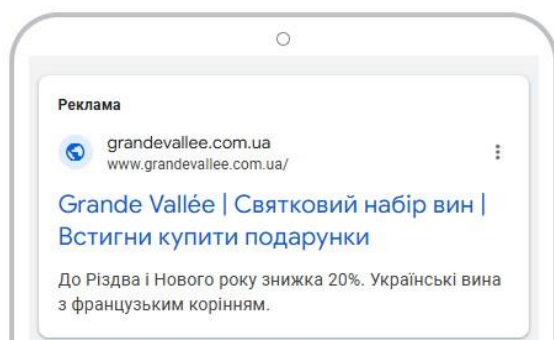 Реклама
grandevallee.com.ua
www.grandevallee.com.ua/
Grande Vallée | Святковий набір вин |
Встигни купити подарунки
До Різдва і Нового року знижка 20%. Українські вина
з французьким корінням.